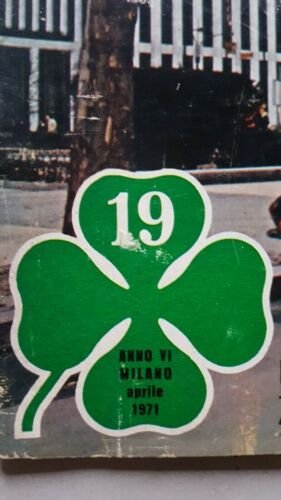 19
ANNO VI
MILANO
aprile
1971